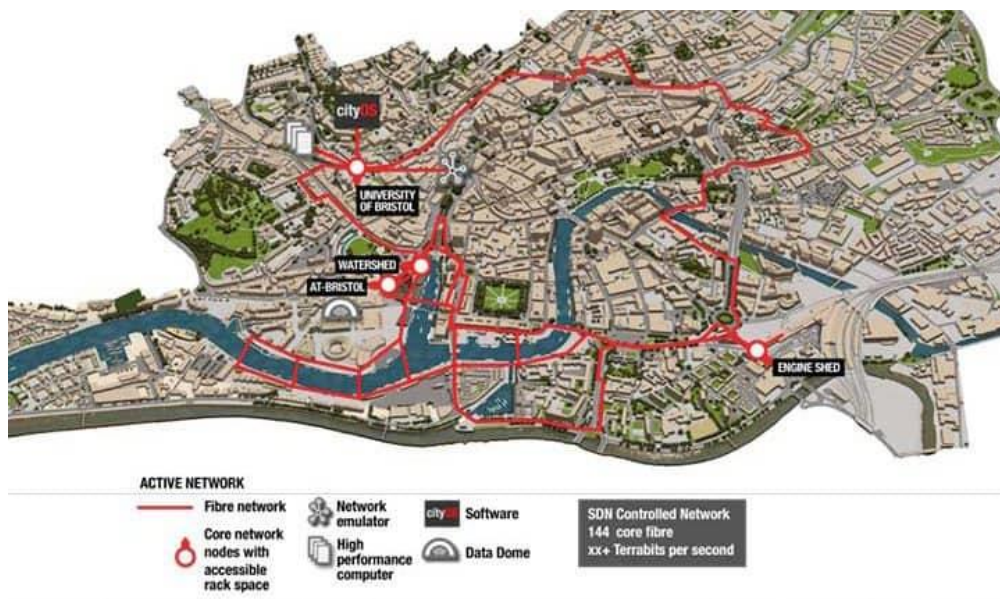 cityOS
UNIVERSITY
OF BRISTOL
WATERSHED
AT-BRISTOL
ENGINE SHED
ACTIVE NETWORK
Fibre network
Core network
nodes with
accessible
rack space
Network
emulator
High
performance
computer
cityOS
Software
Data Dome
SDN Controlled Network
144 core fibre
xx+ Terrabits per second